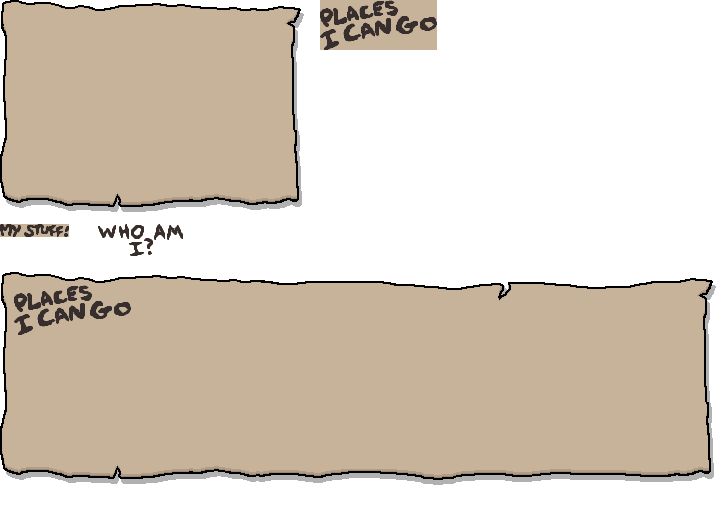 PLACES
I CAN GO
MY STUFF!
WHO AM
I?
PLACES
I CAN GO